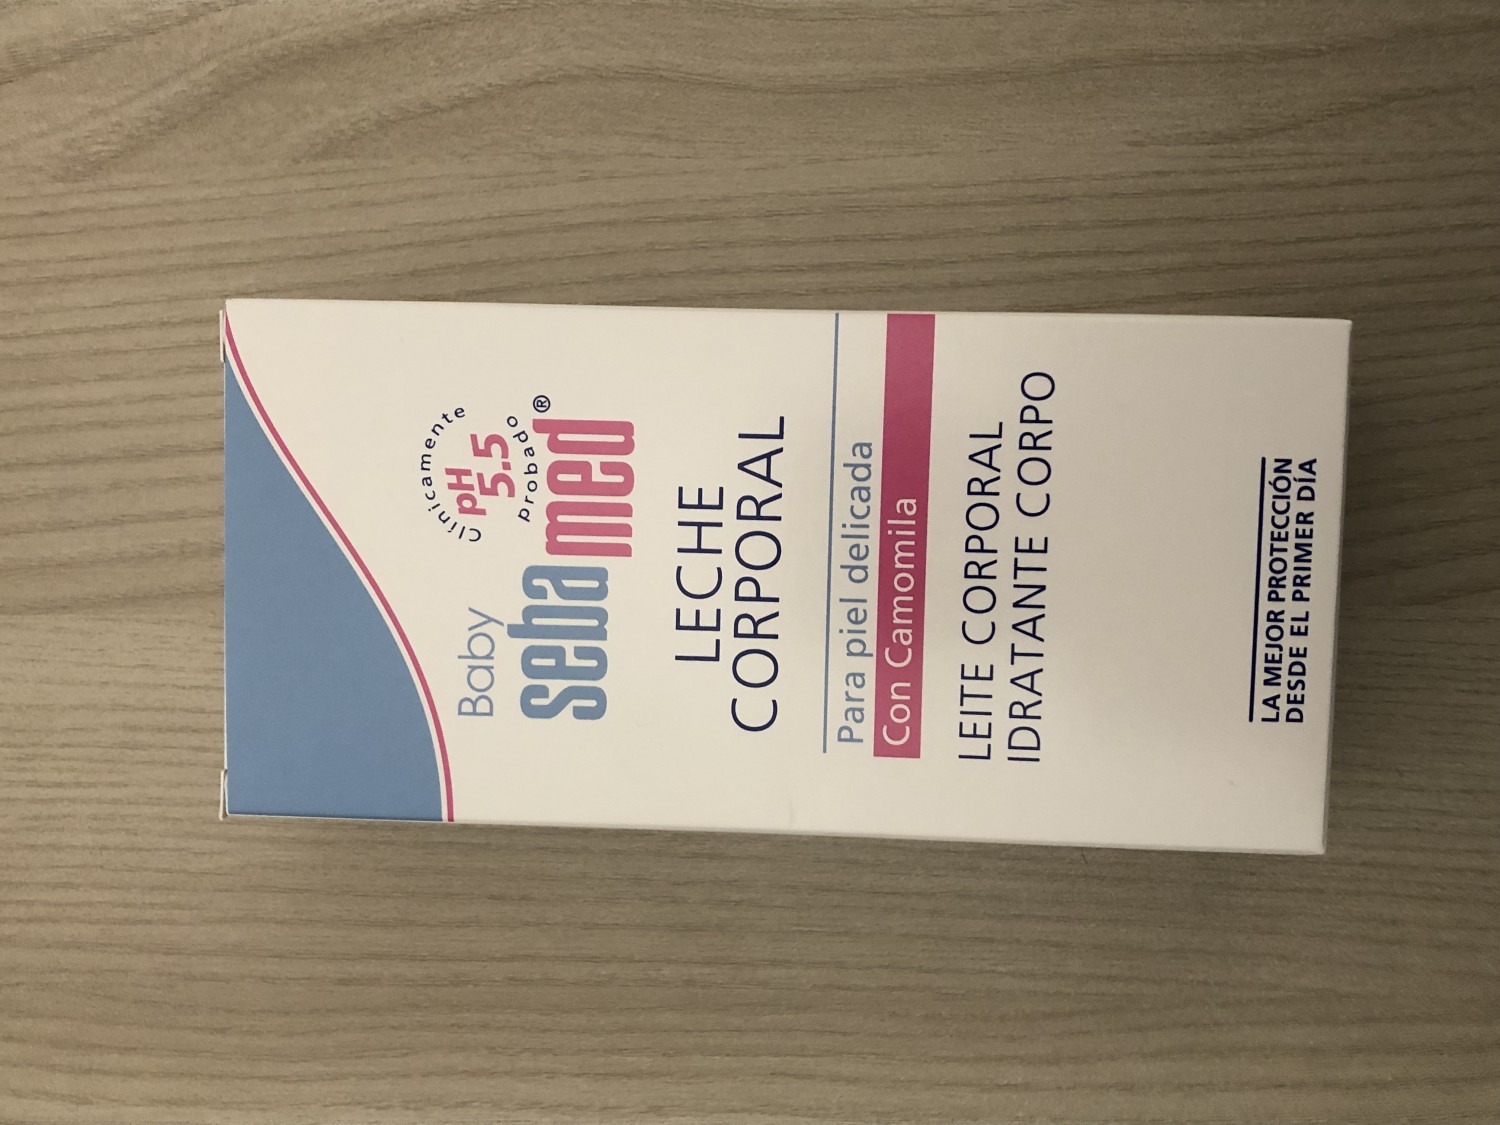 Clínicamente
pH
5.5
probado
Baby
sebamed®
LECHE
CORPORAL
Para piel delicada
Con Camomila
LEITE CORPORAL
IDRATANTE CORPO
LA MEJOR PROTECCIÓN
DESDE EL PRIMER DÍA